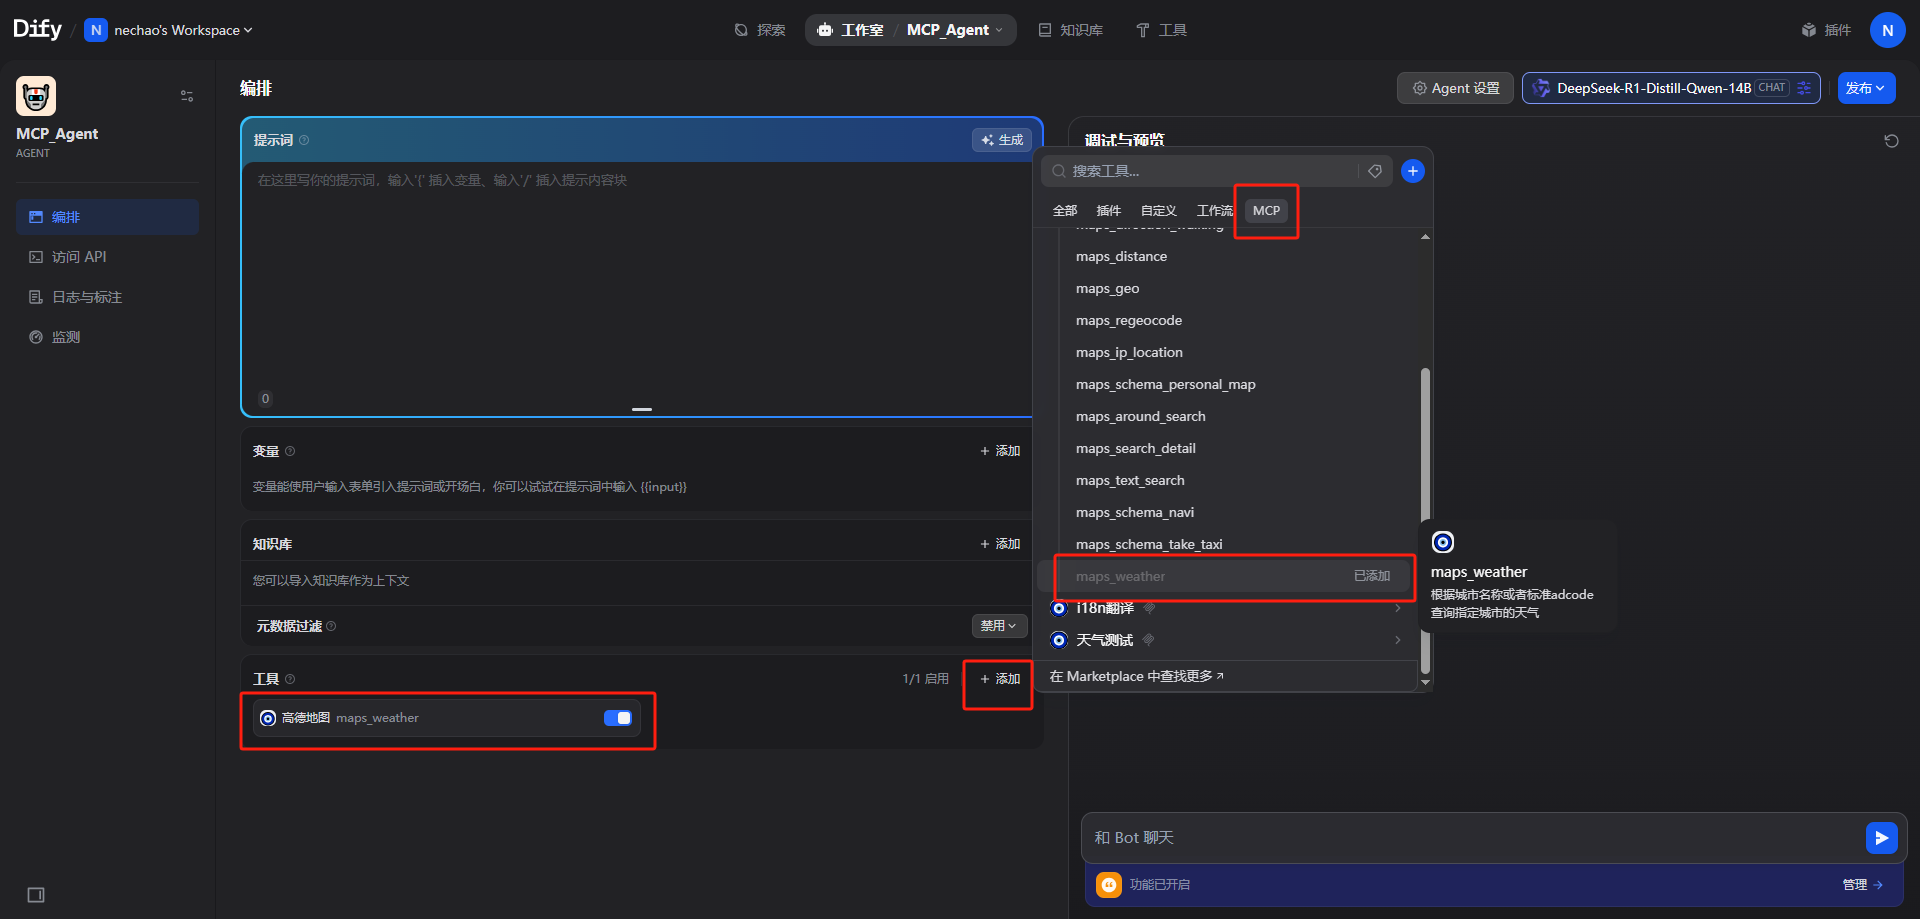 Dify / N nechao's Workspace
探索
工作室 / MCP_Agent
知识库
工具
插件
N
MCP_Agent
AGENT
编排
访问 API
日志与标注
监测
编排
Agent 设置
DeepSeek-R1-Distill-Qwen-14B CHAT
发布
提示词
生成
在这里写你的提示词，输入'{' 插入变量、输入'/' 插入提示内容块
0
变量
+ 添加
变量能使用户输入表单引入提示词或开场白，你可以试试在提示词中输入 {{input}}
知识库
+ 添加
您可以导入知识库作为上下文
元数据过滤
禁用
工具
1/1 启用
+ 添加
高德地图 maps_weather
调试与预览
搜索工具...
全部
插件
自定义
工作流
MCP
maps_direction_walking
maps_distance
maps_geo
maps_regeocode
maps_ip_location
maps_schema_personal_map
maps_around_search
maps_search_detail
maps_text_search
maps_schema_navi
maps_schema_take_taxi
maps_weather 已添加
i18n翻译
天气测试
在 Marketplace 中查找更多
maps_weather
根据城市名称或者标准adcode
查询指定城市的天气
和 Bot 聊天
功能已开启
管理